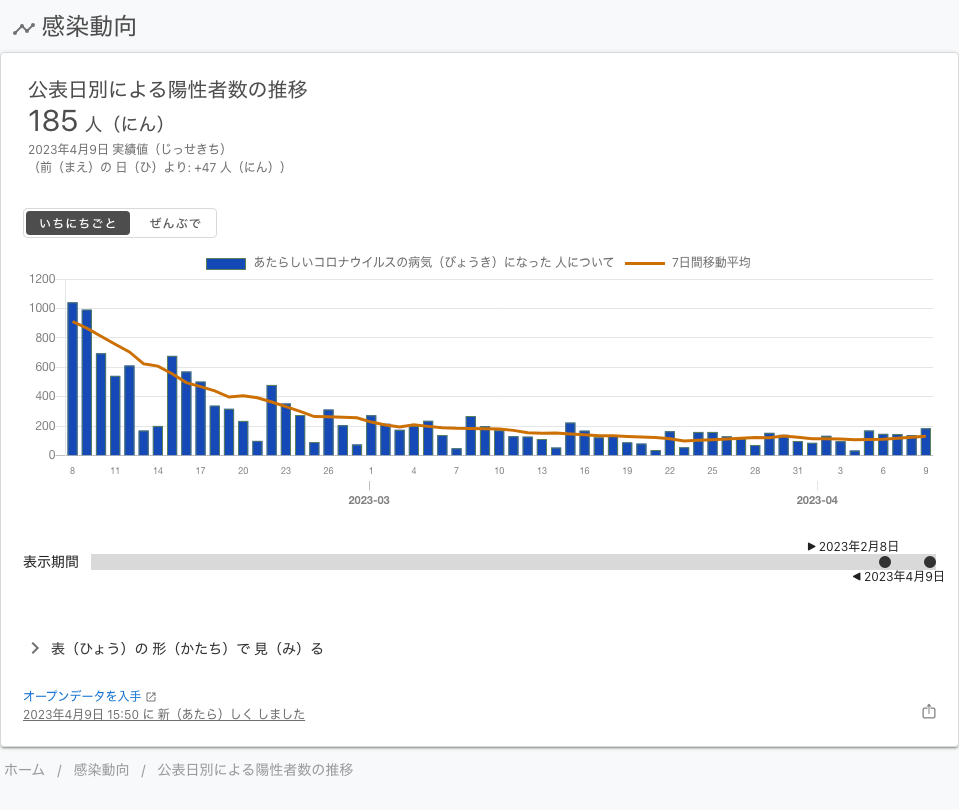 感染動向
公表日別による陽性者数の推移
185 人（にん）
2023年4月9日 実績値（じっせきち）
（前（まえ）の 日（ひ）より: +47 人（にん））
いちにちごと ぜんぶで
あたらしいコロナウイルスの病気（びょうき）になった 人について 7日間移動平均
1200
1000
800
600
400
200
0
8 11 14 17 20 23 26 1 4 7 10 13 16 19 22 25 28 31 3 6 9
2023-03 2023-04
▶ 2023年2月8日
表示期間
◀ 2023年4月9日
表（ひょう）の 形（かたち）で 見（み）る
オープンデータを入手
2023年4月9日 15:50 に 新（あたら）しく しました
ホーム / 感染動向 / 公表日別による陽性者数の推移